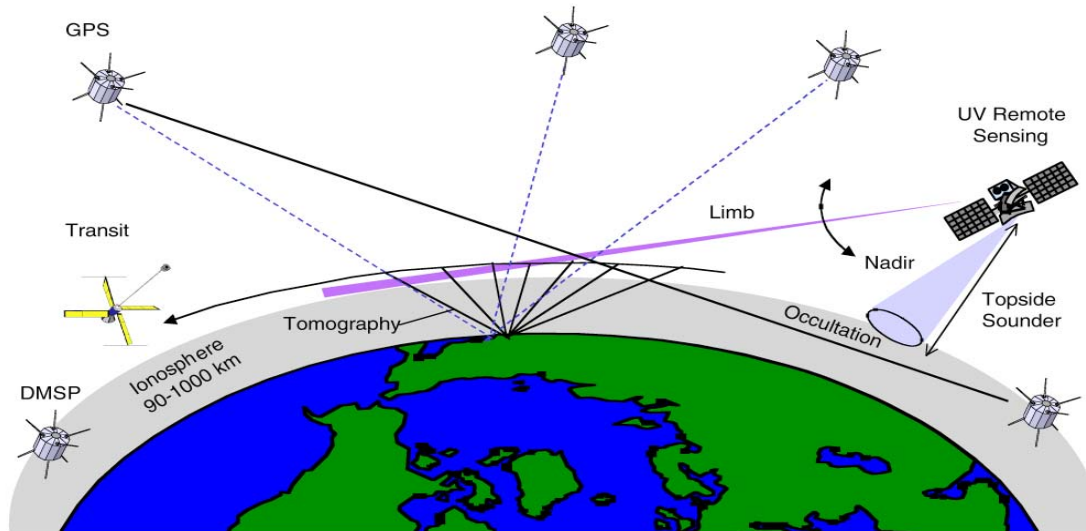 GPS
UV Remote
Sensing
Limb
Transit
Nadir
Topside
Sounder
Tomography
Occultation
Ionosphere
90-1000 km
DMSP